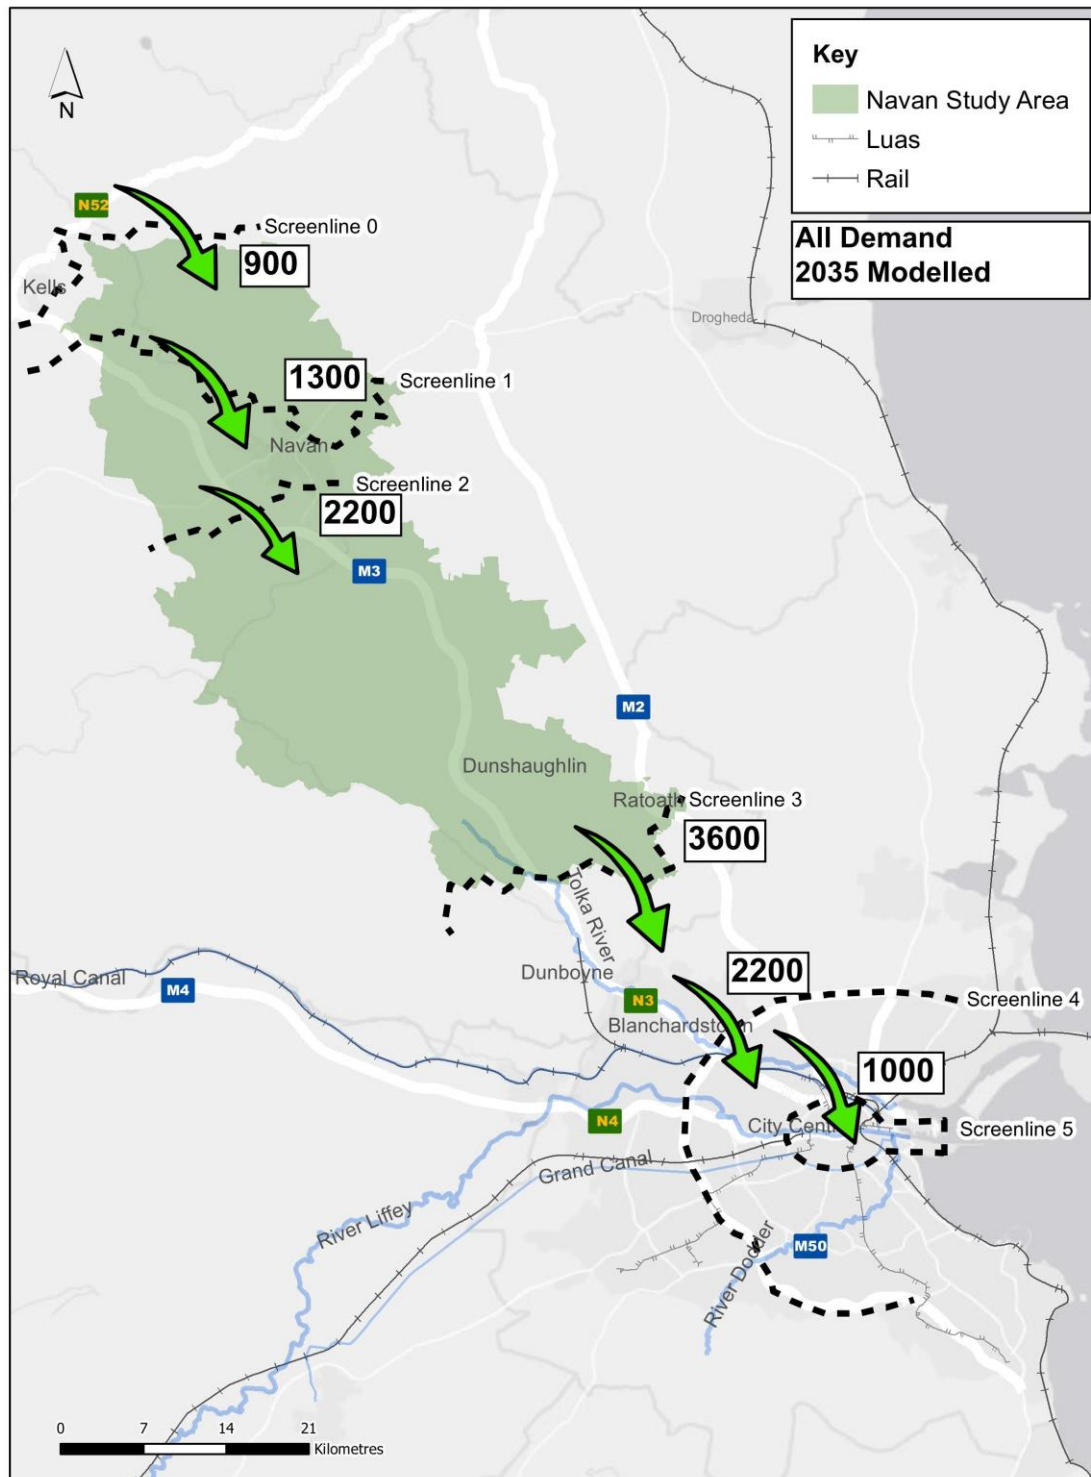 Key
Navan Study Area
Luas
Rail
All Demand
2035 Modelled
N
N52
Screenline 0
900
Kells
Drogheda
1300
Screenline 1
Navan
Screenline 2
2200
M3
M2
Dunshaughlin
Ratoath
Screenline 3
3600
Tolka River
Royal Canal
M4
Dunboyne
2200
N3
Screenline 4
Blanchardstown
1000
N4
City Centre
Screenline 5
Grand Canal
River Liffey
River Dodder
M50
0 7 14 21
Kilometres